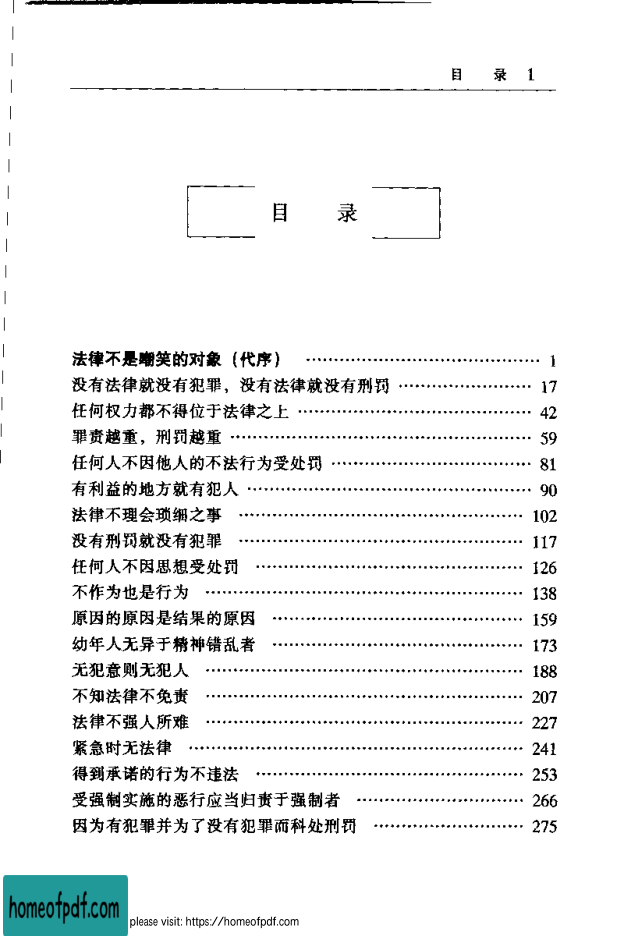 目 录 1
目 录
法律不是嘲笑的对象（代序） …………………………………… 1
没有法律就没有犯罪，没有法律就没有刑罚 …………………… 17
任何权力都不得位于法律之上 …………………………………… 42
罪责越重，刑罚越重 ……………………………………………… 59
任何人不因他人的不法行为受处罚 ……………………………… 81
有利益的地方就有犯人 …………………………………………… 90
法律不理会琐细之事 ……………………………………………… 102
没有刑罚就没有犯罪 ……………………………………………… 117
任何人不因思想受处罚 …………………………………………… 126
不作为也是行为 …………………………………………………… 138
原因的原因是结果的原因 ………………………………………… 159
幼年人无异于精神错乱者 ………………………………………… 173
无犯意则无犯人 …………………………………………………… 188
不知法律不免责 …………………………………………………… 207
法律不强人所难 …………………………………………………… 227
紧急时无法律 ……………………………………………………… 241
得到承诺的行为不违法 …………………………………………… 253
受强制实施的恶行应当归责于强制者 …………………………… 266
因为有犯罪并为了没有犯罪而科处刑罚 ………………………… 275
homeofpdf.com
please visit: https://homeofpdf.com